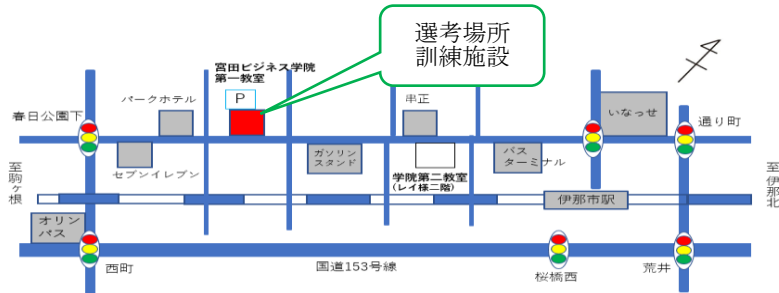 選考場所
訓練施設
宮田ビジネス学院
第一教室
P
パークホテル
串正
いなっせ
春日公園下
通り町
セブンイレブン
ガソリン
スタンド
学院第二教室
(レイ様二階)
バス
ターミナル
至駒ヶ根
至伊那北
伊那市駅
オリン
パス
西町
国道153号線
桜橋西
荒井